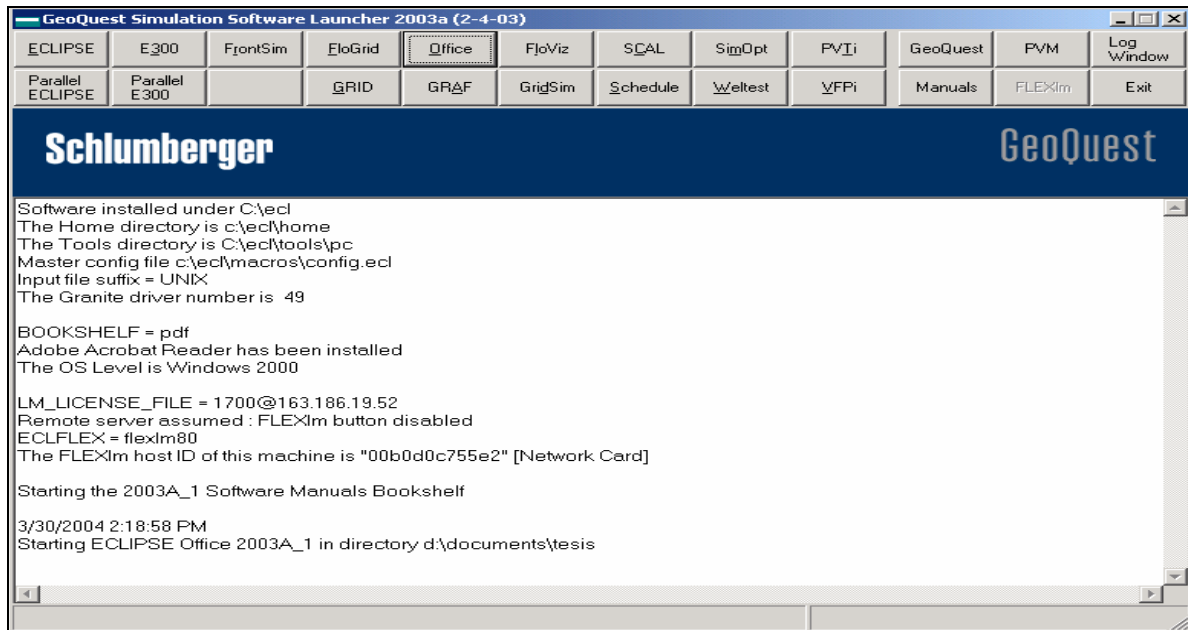 GeoQuest Simulation Software Launcher 2003a (2-4-03)
ECLIPSE E300 FrontSim FloGrid Office FloViz SCAL SimOpt PVTi GeoQuest PVM Log Window
Parallel ECLIPSE Parallel E300 GRID GRAF GridSim Schedule Weltest VFPi Manuals FLEXlm Exit
Schlumberger GeoQuest
Software installed under C:\ecl
The Home directory is c:\ecl\home
The Tools directory is C:\ecl\tools\pc
Master config file c:\ecl\macros\config.ecl
Input file suffix = UNIX
The Granite driver number is 49
BOOKSHELF = pdf
Adobe Acrobat Reader has been installed
The OS Level is Windows 2000
LM_LICENSE_FILE = 1700@163.186.19.52
Remote server assumed : FLEXlm button disabled
ECLFLEX = flexlm80
The FLEXlm host ID of this machine is "00b0d0c755e2" [Network Card]
Starting the 2003A_1 Software Manuals Bookshelf
3/30/2004 2:18:58 PM
Starting ECLIPSE Office 2003A_1 in directory d:\documents\tesis